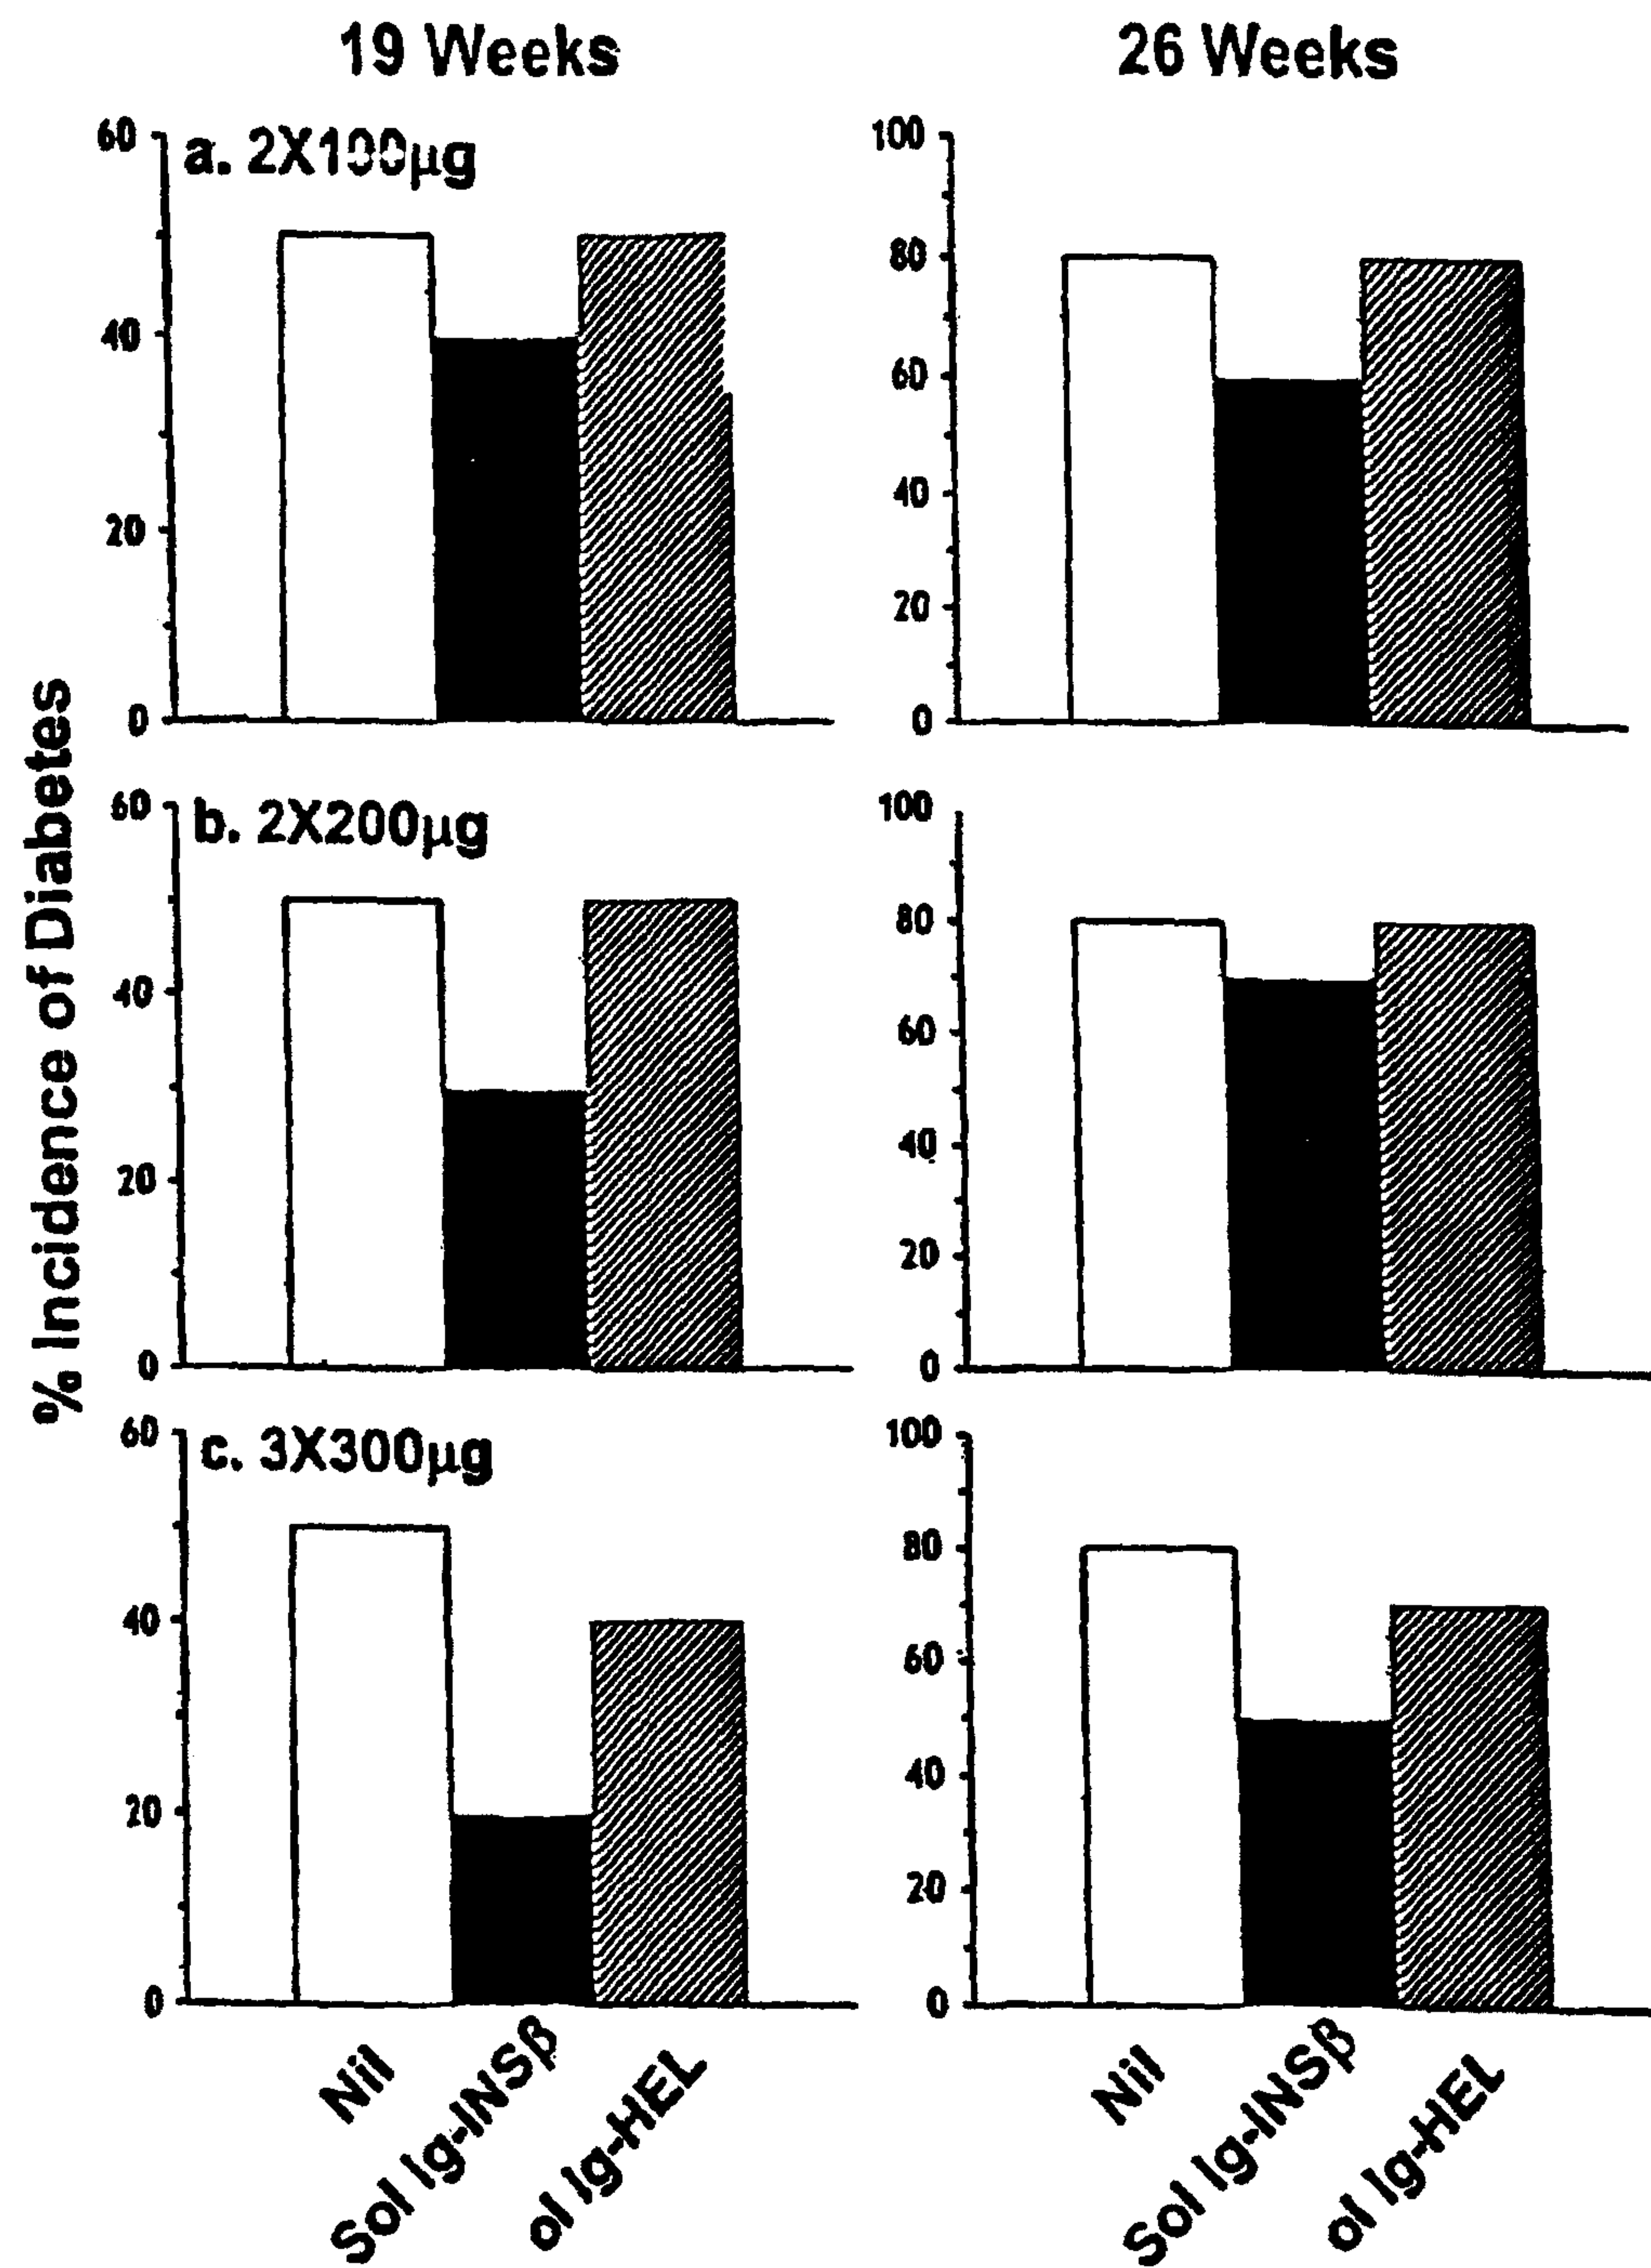 19 Weeks
26 Weeks
a. 2X100µg
60
40
20
0
100
80
60
40
20
0
b. 2X200µg
60
40
20
0
100
80
60
40
20
0
c. 3X300µg
60
40
20
0
100
80
60
40
20
0
% Incidence of Diabetes
Nil
Sol Ig-INSβ
ol Ig-HEL
Nil
Sol Ig-INSβ
ol Ig-HEL